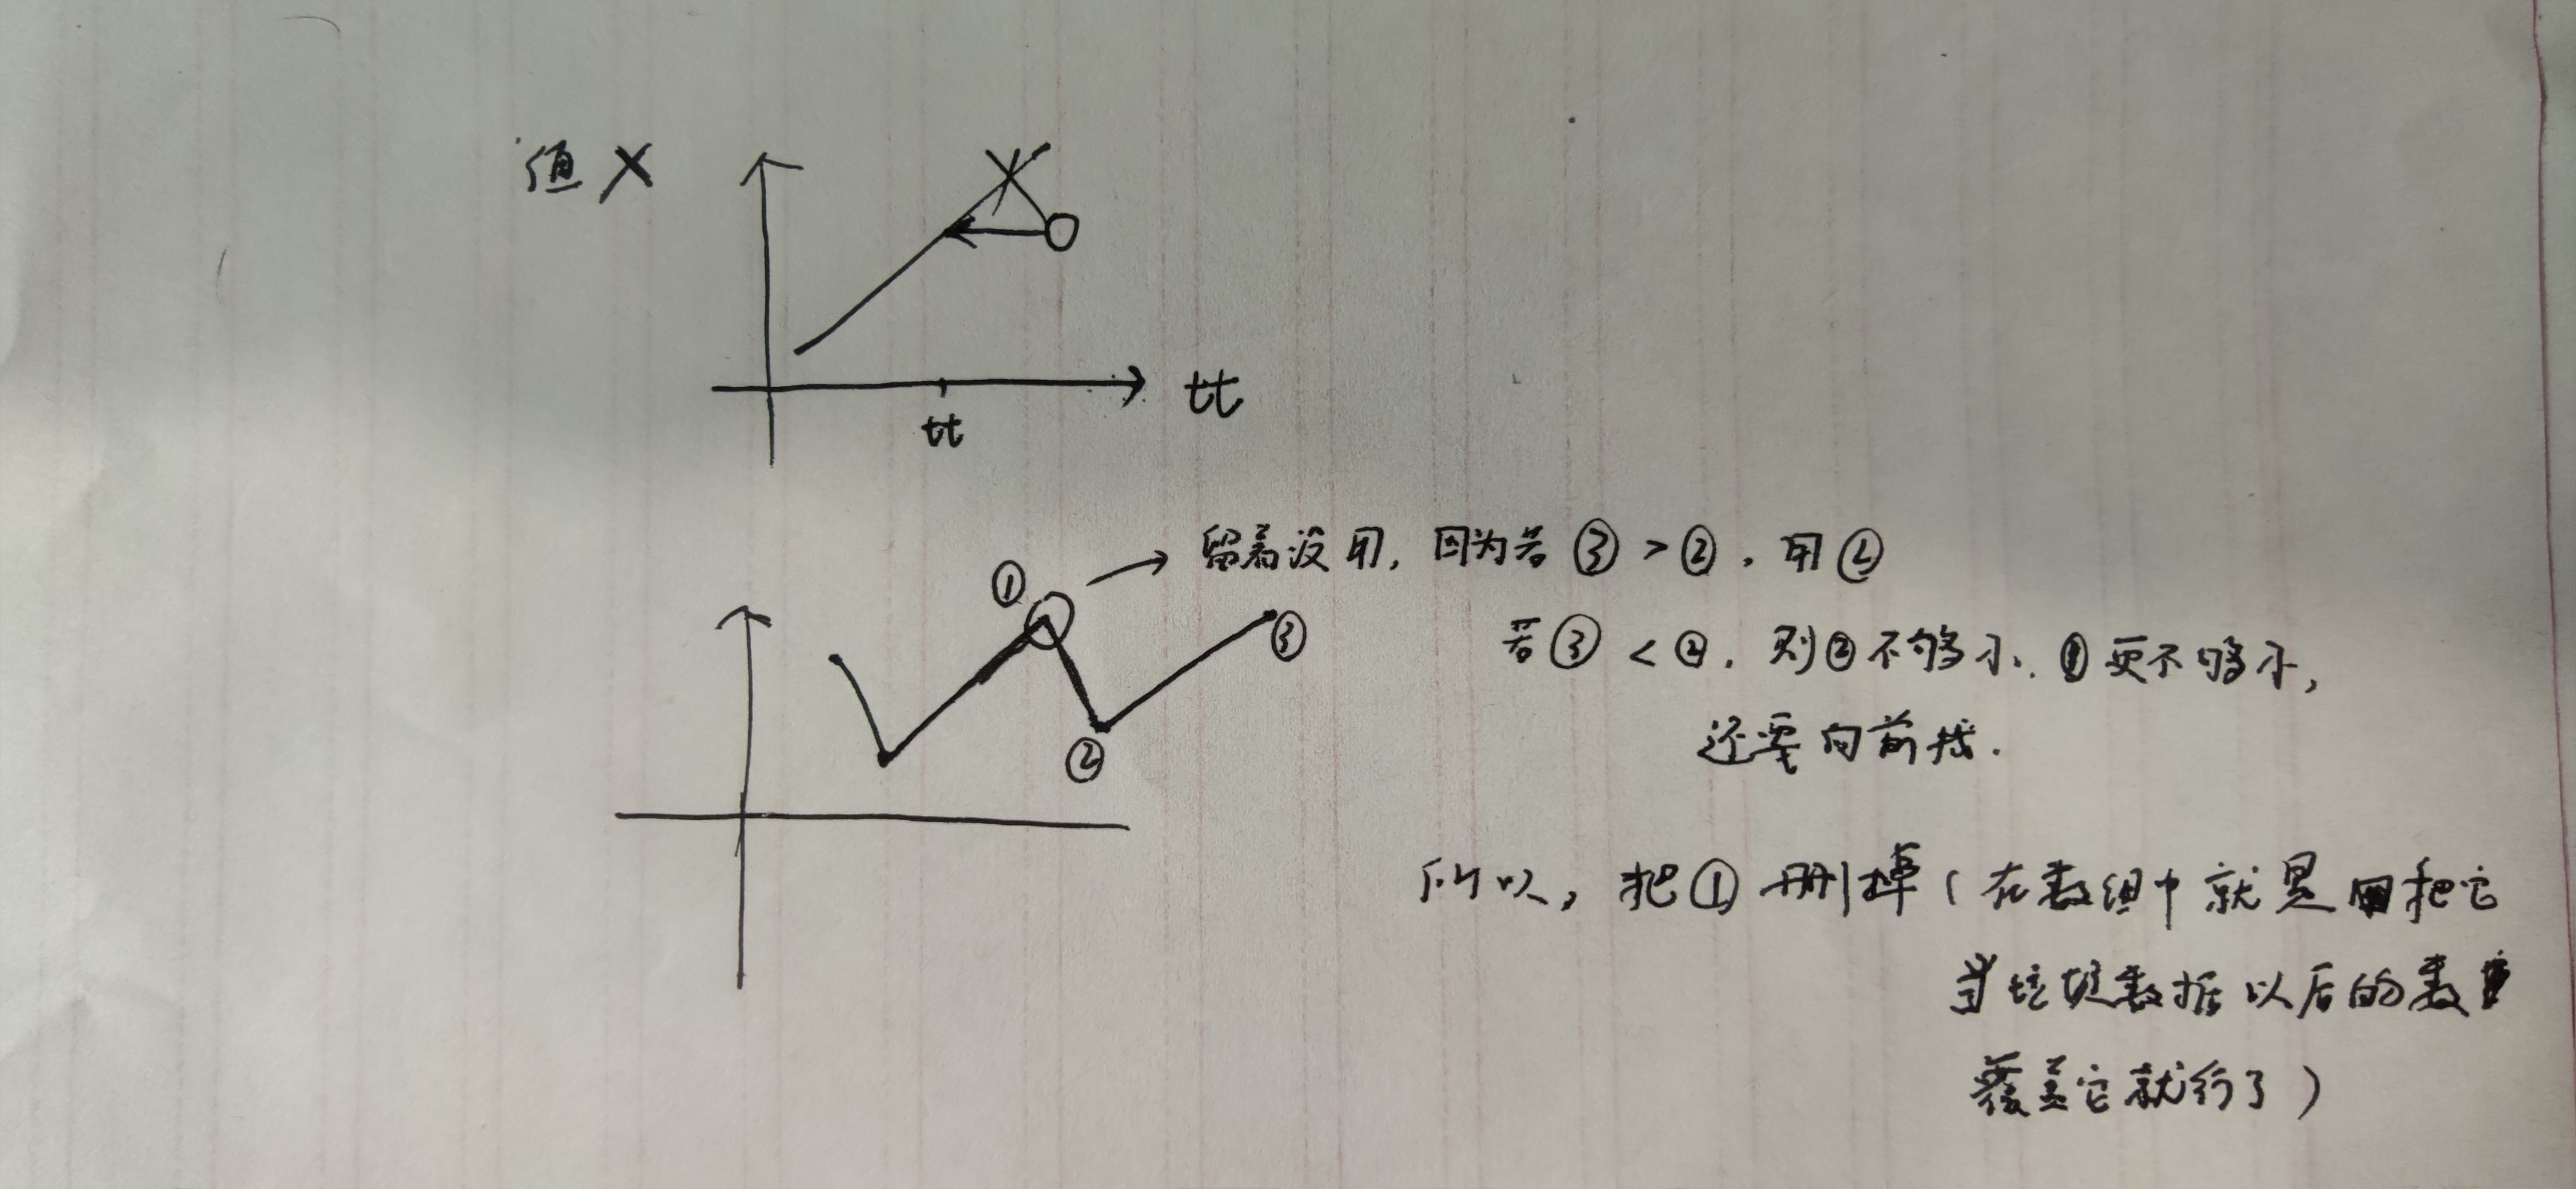 值 X
tt
tt
① → 留着没用, 因为若 ③ > ②, 用 ②
若 ③ < ②, 则 ② 不够小, ① 更不够小,
③
还要向前找.
②
所以, 把 ① 删掉 (在数组中就是把它
当垃圾数据以后的数
覆盖它就行了)